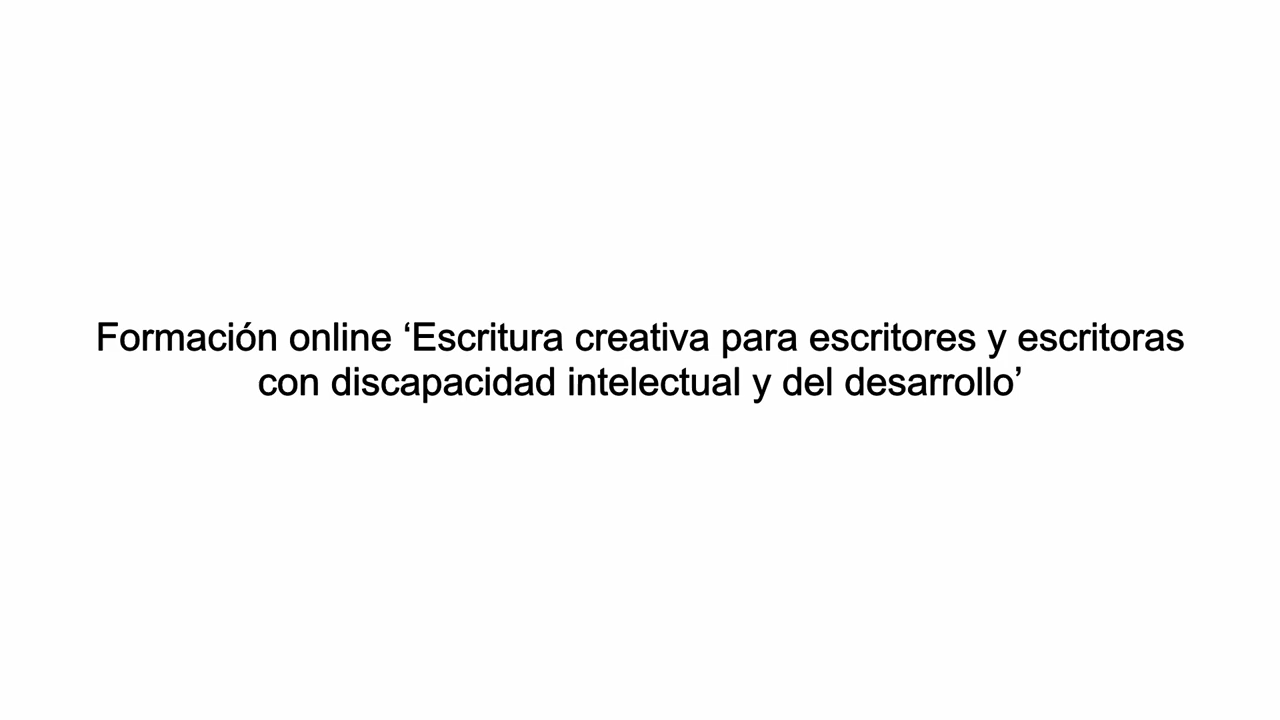 Formación online ‘Escritura creativa para escritores y escritoras
con discapacidad intelectual y del desarrollo’